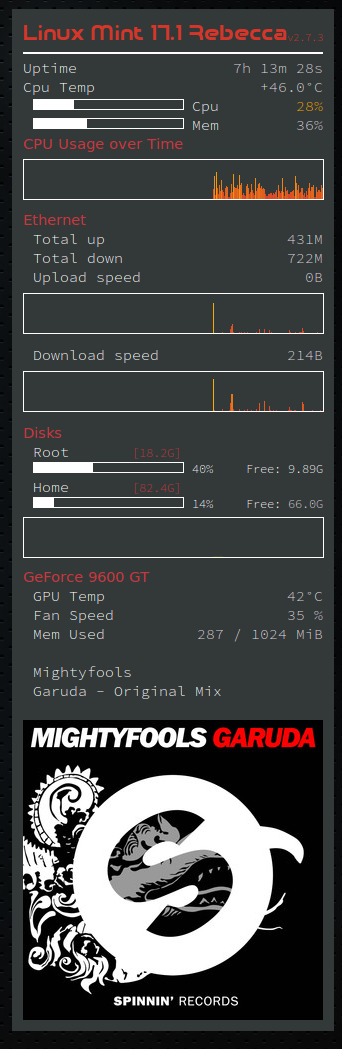 Linux Mint 17.1 Rebecca v2.7.3
Uptime 7h 13m 28s
Cpu Temp +46.0°C
Cpu 28%
Mem 36%
CPU Usage over Time
Ethernet
Total up 431M
Total down 722M
Upload speed 0B
Download speed 214B
Disks
Root [18.2G]
40% Free: 9.89G
Home [82.4G]
14% Free: 66.0G
GeForce 9600 GT
GPU Temp 42°C
Fan Speed 35 %
Mem Used 287 / 1024 MiB
Mightyfools
Garuda - Original Mix
MIGHTYFOOLS GARUDA
SPINNIN' RECORDS